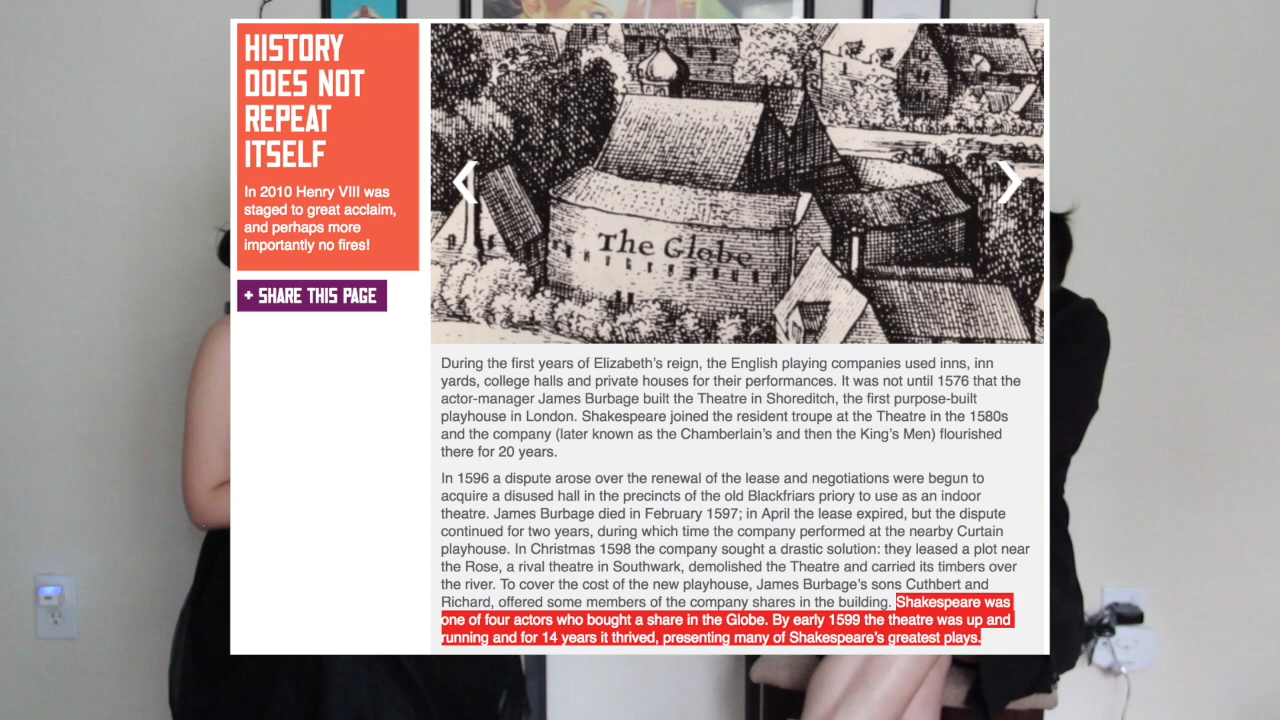 HISTORY
DOES NOT
REPEAT
ITSELF
In 2010 Henry VIII was
staged to great acclaim,
and perhaps more
importantly no fires!
+ SHARE THIS PAGE
The Globe
During the first years of Elizabeth's reign, the English playing companies used inns, inn
yards, college halls and private houses for their performances. It was not until 1576 that the
actor-manager James Burbage built the Theatre in Shoreditch, the first purpose-built
playhouse in London. Shakespeare joined the resident troupe at the Theatre in the 1580s
and the company (later known as the Chamberlain's and then the King's Men) flourished
there for 20 years.
In 1596 a dispute arose over the renewal of the lease and negotiations were begun to
acquire a disused hall in the precincts of the old Blackfriars priory to use as an indoor
theatre. James Burbage died in February 1597; in April the lease expired, but the dispute
continued for two years, during which time the company performed at the nearby Curtain
playhouse. In Christmas 1598 the company sought a drastic solution: they leased a plot near
the Rose, a rival theatre in Southwark, demolished the Theatre and carried its timbers over
the river. To cover the cost of the new playhouse, James Burbage's sons Cuthbert and
Richard, offered some members of the company shares in the building. Shakespeare was
one of four actors who bought a share in the Globe. By early 1599 the theatre was up and
running and for 14 years it thrived, presenting many of Shakespeare's greatest plays.